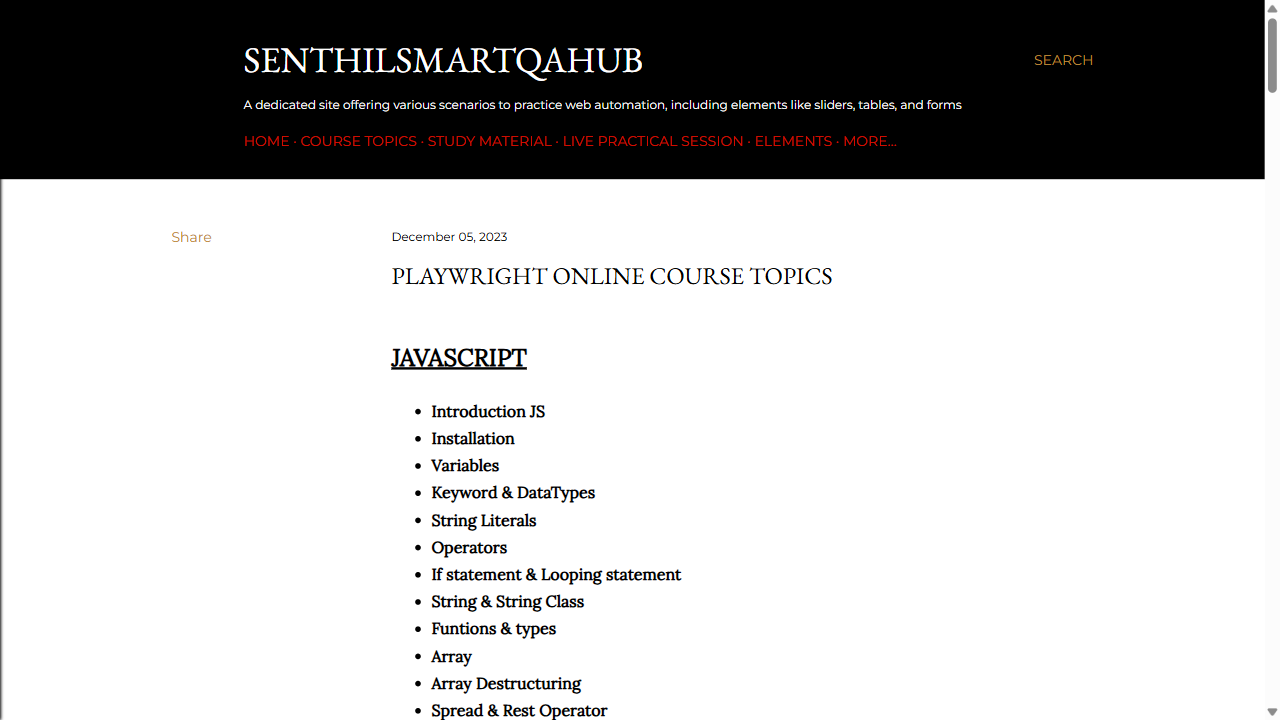 SENTHILSMARTQAHUB
SEARCH
A dedicated site offering various scenarios to practice web automation, including elements like sliders, tables, and forms
HOME · COURSE TOPICS · STUDY MATERIAL · LIVE PRACTICAL SESSION · ELEMENTS · MORE…
Share
December 05, 2023
PLAYWRIGHT ONLINE COURSE TOPICS
JAVASCRIPT
• Introduction JS
• Installation
• Variables
• Keyword & DataTypes
• String Literals
• Operators
• If statement & Looping statement
• String & String Class
• Funtions & types
• Array
• Array Destructuring
• Spread & Rest Operator